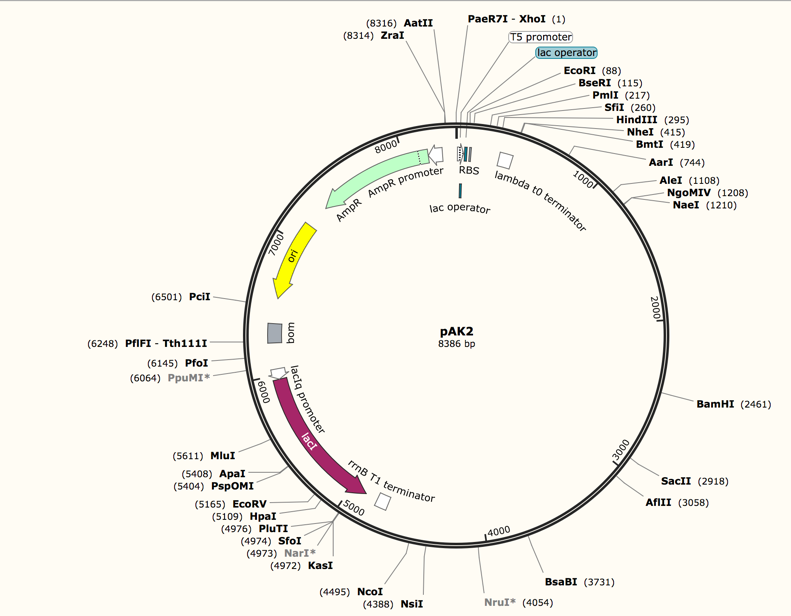 (8316) AatII
(8314) ZraI
PaeR7I - XhoI (1)
T5 promoter
lac operator
EcoRI (88)
BseRI (115)
PmlI (217)
SfiI (260)
HindIII (295)
NheI (415)
BmtI (419)
AarI (744)
AleI (1108)
NgoMIV (1208)
NaeI (1210)
BamHI (2461)
SacII (2918)
AflII (3058)
BsaBI (3731)
NruI* (4054)
(4388) NsiI
(4495) NcoI
(4972) KasI
(4973) NarI*
(4974) SfoI
(4976) PluTI
(5109) HpaI
(5165) EcoRV
(5404) PspOMI
(5408) ApaI
(5611) MluI
(6064) PpuMI*
(6145) PfoI
(6248) PflFI - Tth111I
(6501) PciI
1000
2000
3000
4000
5000
6000
7000
8000
AmpR promoter
AmpR
RBS
lac operator
lambda t0 terminator
ori
bom
lacIq promoter
lacI
rrnB T1 terminator
pAK2
8386 bp